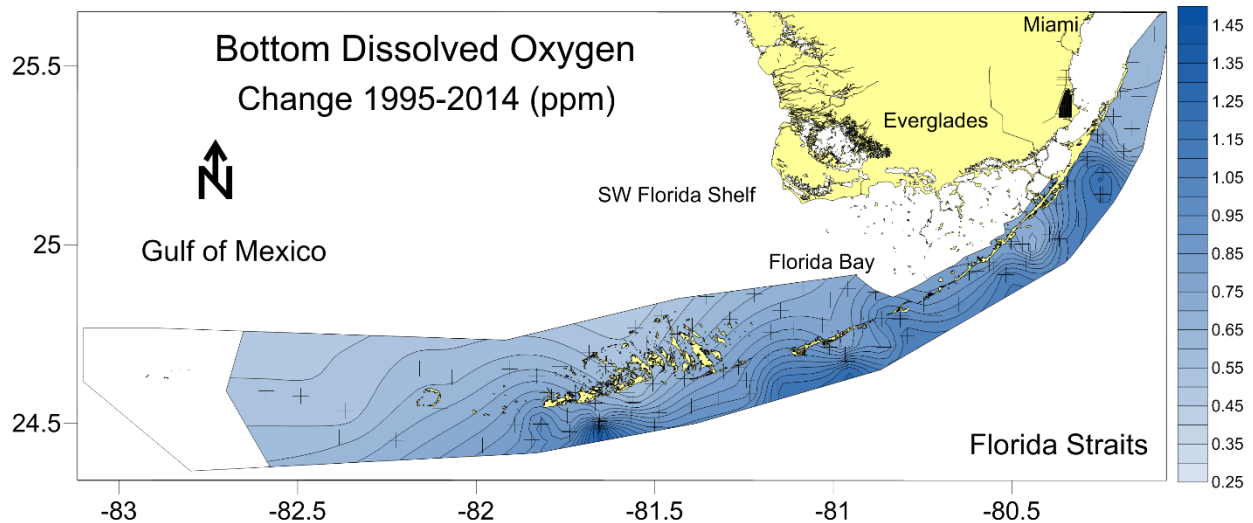 Bottom Dissolved Oxygen
Change 1995-2014 (ppm)
N
Gulf of Mexico
Miami
Everglades
SW Florida Shelf
Florida Bay
Florida Straits
25.5
25
24.5
-83
-82.5
-82
-81.5
-81
-80.5
1.45
1.35
1.25
1.15
1.05
0.95
0.85
0.75
0.65
0.55
0.45
0.35
0.25